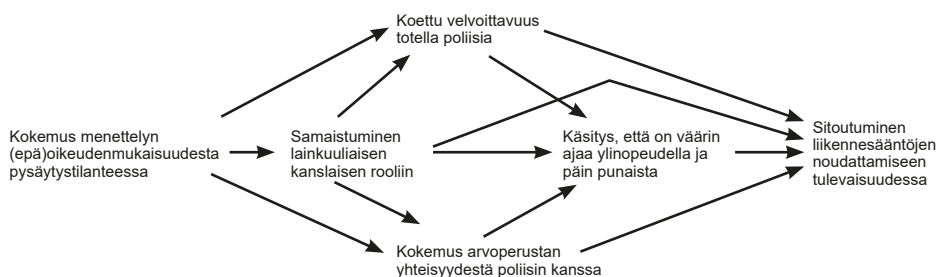 Koettu velvoittavuus
totella poliisia
Kokemus menettelyn
(epä)oikeudenmukaisuudesta
pysäytystilanteessa
Samaistuminen
lainkuuliaisen
kanslaisen rooliin
Käsitys, että on väärin
ajaa ylinopeudella ja
päin punaista
Sitoutuminen
liikennesääntöjen
noudattamiseen
tulevaisuudessa
Kokemus arvoperustan
yhteisyydestä poliisin kanssa